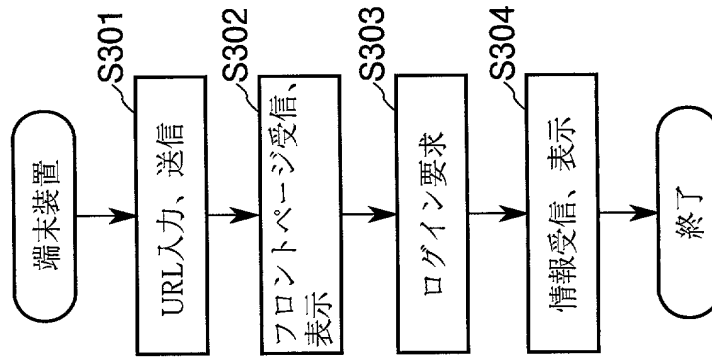 端末装置
S301
URL入力、送信
S302
フロントページ受信、
表示
S303
ログイン要求
S304
情報受信、表示
終了